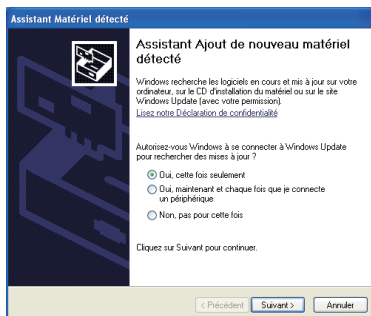 Assistant Matériel détecté
Assistant Ajout de nouveau matériel
détecté
Windows recherche les logiciels en cours et mis à jour sur votre
ordinateur, sur le CD d'installation du matériel ou sur le site
Windows Update (avec votre permission).
Lisez notre Déclaration de confidentialité
Autorisez-vous Windows à se connecter à Windows Update
pour rechercher des mises à jour ?
Oui, cette fois seulement
Oui, maintenant et chaque fois que je connecte
un périphérique
Non, pas pour cette fois
Cliquez sur Suivant pour continuer.
< Précédent
Suivant >
Annuler